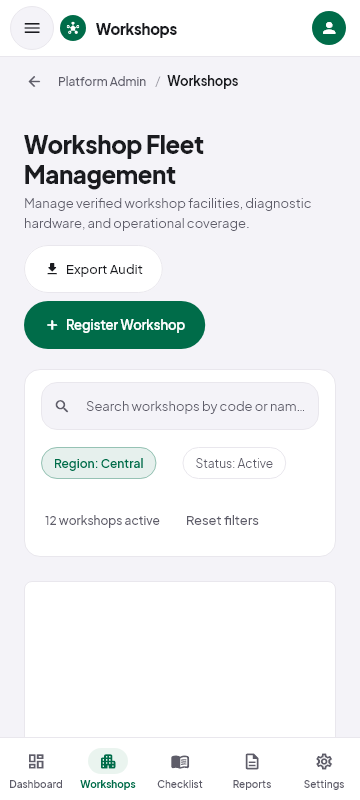 Workshops
Platform Admin / Workshops
Workshop Fleet
Management
Manage verified workshop facilities, diagnostic
hardware, and operational coverage.
Export Audit
Register Workshop
Search workshops by code or nam...
Region: Central
Status: Active
12 workshops active
Reset filters
Dashboard
Workshops
Checklist
Reports
Settings